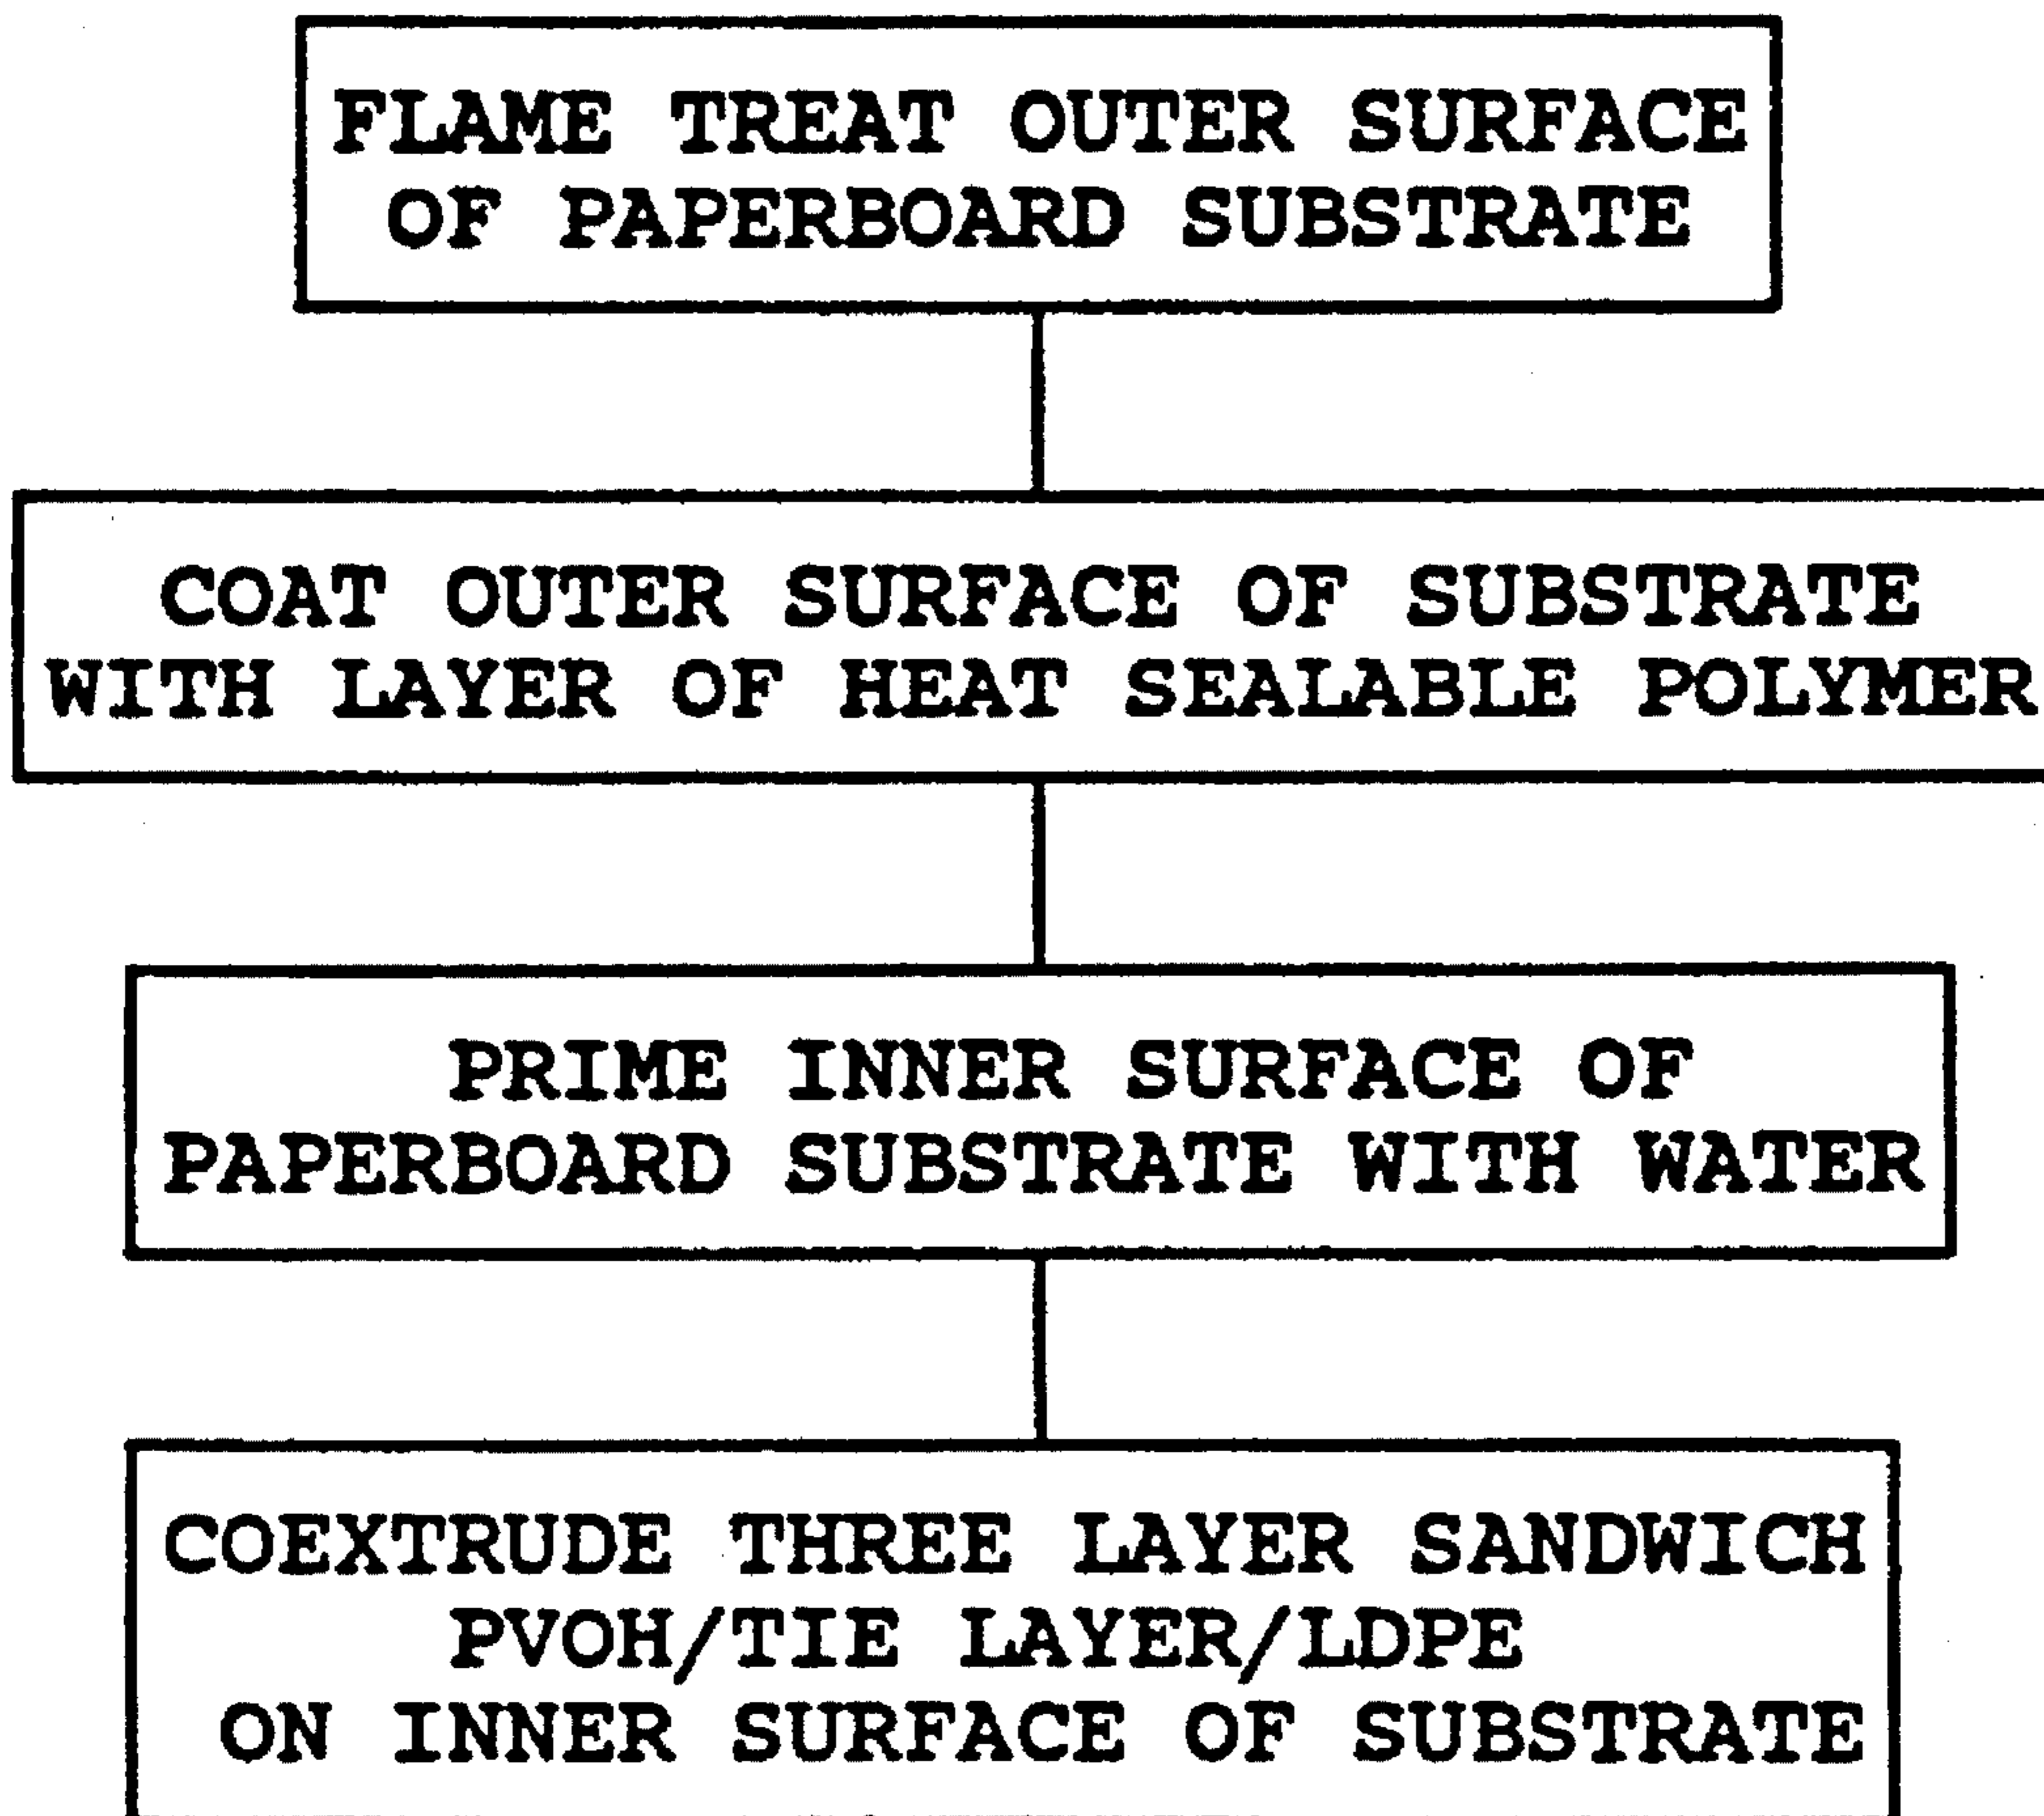 FLAME TREAT OUTER SURFACE
OF PAPERBOARD SUBSTRATE
COAT OUTER SURFACE OF SUBSTRATE
WITH LAYER OF HEAT SEALABLE POLYMER
PRIME INNER SURFACE OF
PAPERBOARD SUBSTRATE WITH WATER
COEXTRUDE THREE LAYER SANDWICH
PVOH/TIE LAYER/LDPE
ON INNER SURFACE OF SUBSTRATE